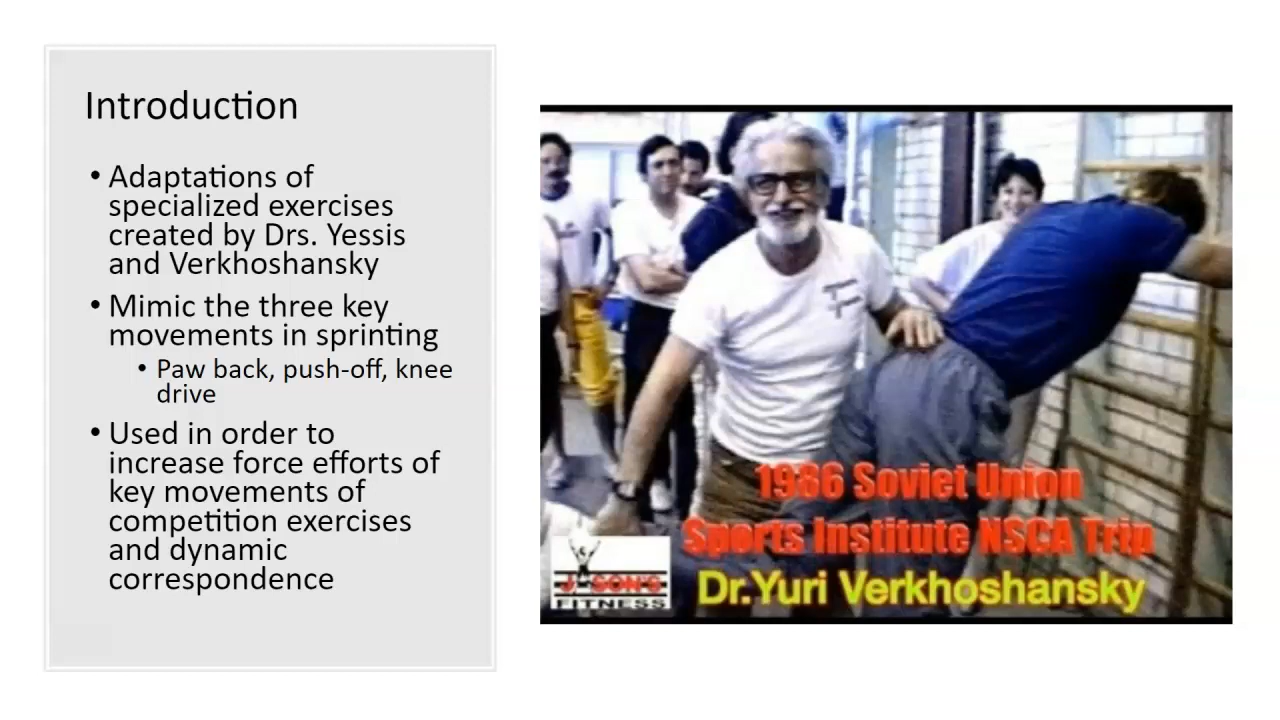 Introduction
• Adaptations of
specialized exercises
created by Drs. Yessis
and Verkhoshansky
• Mimic the three key
movements in sprinting
• Paw back, push-off, knee
drive
• Used in order to
increase force efforts of
key movements of
competition exercises
and dynamic
correspondence
1986 Soviet Union
Sports Institute NSCA Trip
Dr.Yuri Verkhoshansky
J-SON'S
FITNESS